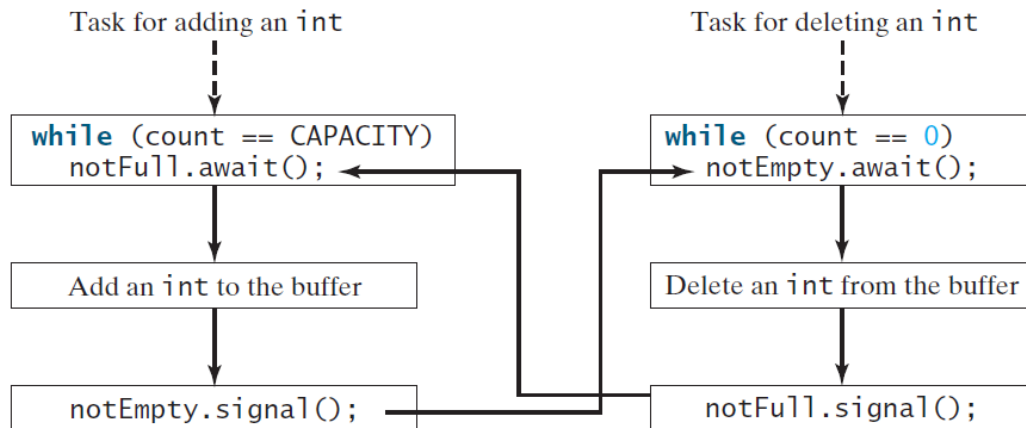 Task for adding an int
while (count == CAPACITY)
notFull.await();
Add an int to the buffer
notEmpty.signal();
Task for deleting an int
while (count == 0)
notEmpty.await();
Delete an int from the buffer
notFull.signal();